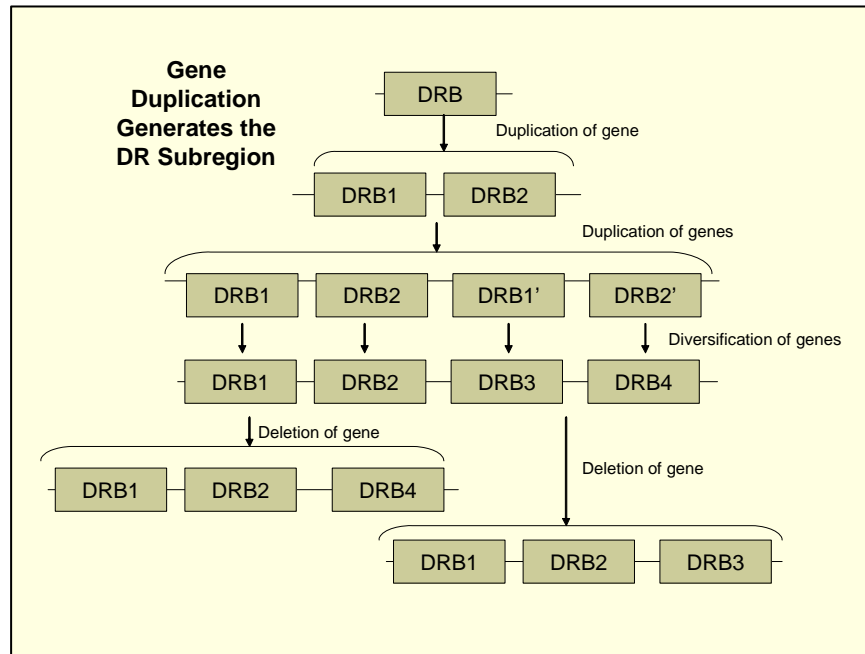 Gene
Duplication
Generates the
DR Subregion
DRB
Duplication of gene
DRB1 DRB2
Duplication of genes
DRB1 DRB2 DRB1’ DRB2’
Diversification of genes
DRB1 DRB2 DRB3 DRB4
Deletion of gene
Deletion of gene
DRB1 DRB2 DRB4
DRB1 DRB2 DRB3